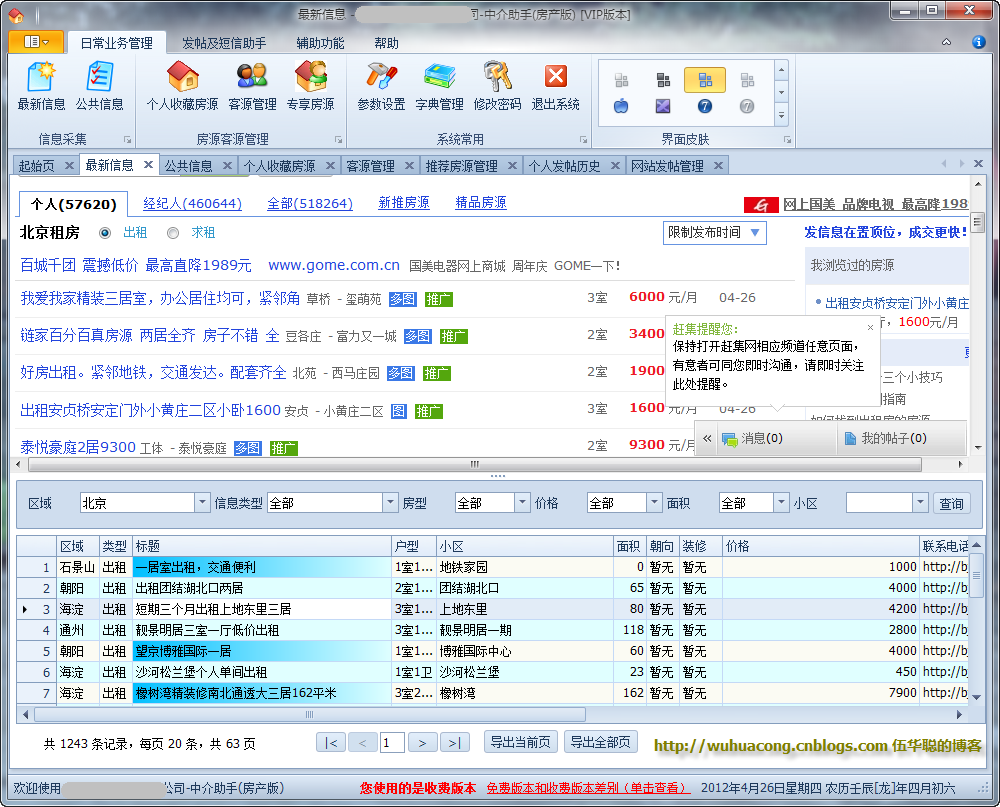 最新信息 - 司-中介助手(房产版) [VIP版本]
日常业务管理 发帖及短信助手 辅助功能 帮助
最新信息 公共信息 个人收藏房源 客源管理 专享房源 参数设置 字典管理 修改密码 退出系统
信息采集 房源客源管理 系统常用 界面皮肤
起始页 最新信息 公共信息 个人收藏房源 客源管理 推荐房源管理 个人发帖历史 网站发帖管理
个人(57620) 经纪人(460644) 全部(518264) 新推房源 精品房源
网上国美 品牌电视 最高降198
北京租房 出租 求租 限制发布时间 发信息在置顶位，成交更快!
百城千团 震撼低价 最高直降1989元 www.gome.com.cn 国美电器网上商城 周年庆 GOME一下!
我浏览过的房源
我爱我家精装三居室，办公居住均可，紧邻角 草桥 - 玺萌苑 多图 推广 3室 6000 元/月 04-26
出租安贞桥安定门外小黄庄
，1600元/月
链家百分百真房源 两居全齐 房子不错 全 豆各庄 - 富力又一城 多图 推广 2室 3400
赶集提醒您:
保持打开赶集网相应频道任意页面，
有意者可同您即时沟通，请即时关注
此处提醒。
好房出租。紧邻地铁，交通发达。配套齐全 北苑 - 西马庄园 多图 推广 2室 1900
三个小技巧
指南
出租安贞桥安定门外小黄庄二区小卧1600 安贞 - 小黄庄二区 图 推广 3室 1600 元/月 04-26
如何找到出租房的房源
泰悦豪庭2居9300 工体 - 泰悦豪庭 多图 推广 2室 9300 元/月
« 消息(0) 我的帖子(0)
区域 北京 信息类型 全部 房型 全部 价格 全部 面积 全部 小区 查询
区域 类型 标题 户型 小区 面积 朝向 装修 价格 联系电话
1 石景山 出租 一居室出租，交通便利 1室1... 地铁家园 0 暂无 暂无 1000 http://b
2 朝阳 出租 出租团结湖北口两居 2室1... 团结湖北口 65 暂无 暂无 4000 http://b
3 海淀 出租 短期三个月出租上地东里三居 3室1... 上地东里 80 暂无 暂无 4200 http://b
4 通州 出租 靓景明居三室一厅低价出租 3室1... 靓景明居一期 118 暂无 暂无 2800 http://b
5 朝阳 出租 望京博雅国际一居 1室1... 博雅国际中心 60 暂无 暂无 4000 http://b
6 海淀 出租 沙河松兰堡个人单间出租 1室1卫 沙河松兰堡 23 暂无 暂无 450 http://b
7 海淀 出租 橡树湾精装修南北通透大三居162平米 3室2... 橡树湾 162 暂无 暂无 7900 http://b
共 1243 条记录，每页 20 条，共 63 页 |< < 1 > >| 导出当前页 导出全部页 http://wuhuacong.cnblogs.com 伍华聪的博客
欢迎使用 公司-中介助手(房产版) 您使用的是收费版本 免费版本和收费版本差别（单击查看） 2012年4月26日星期四 农历壬辰[龙]年四月初六